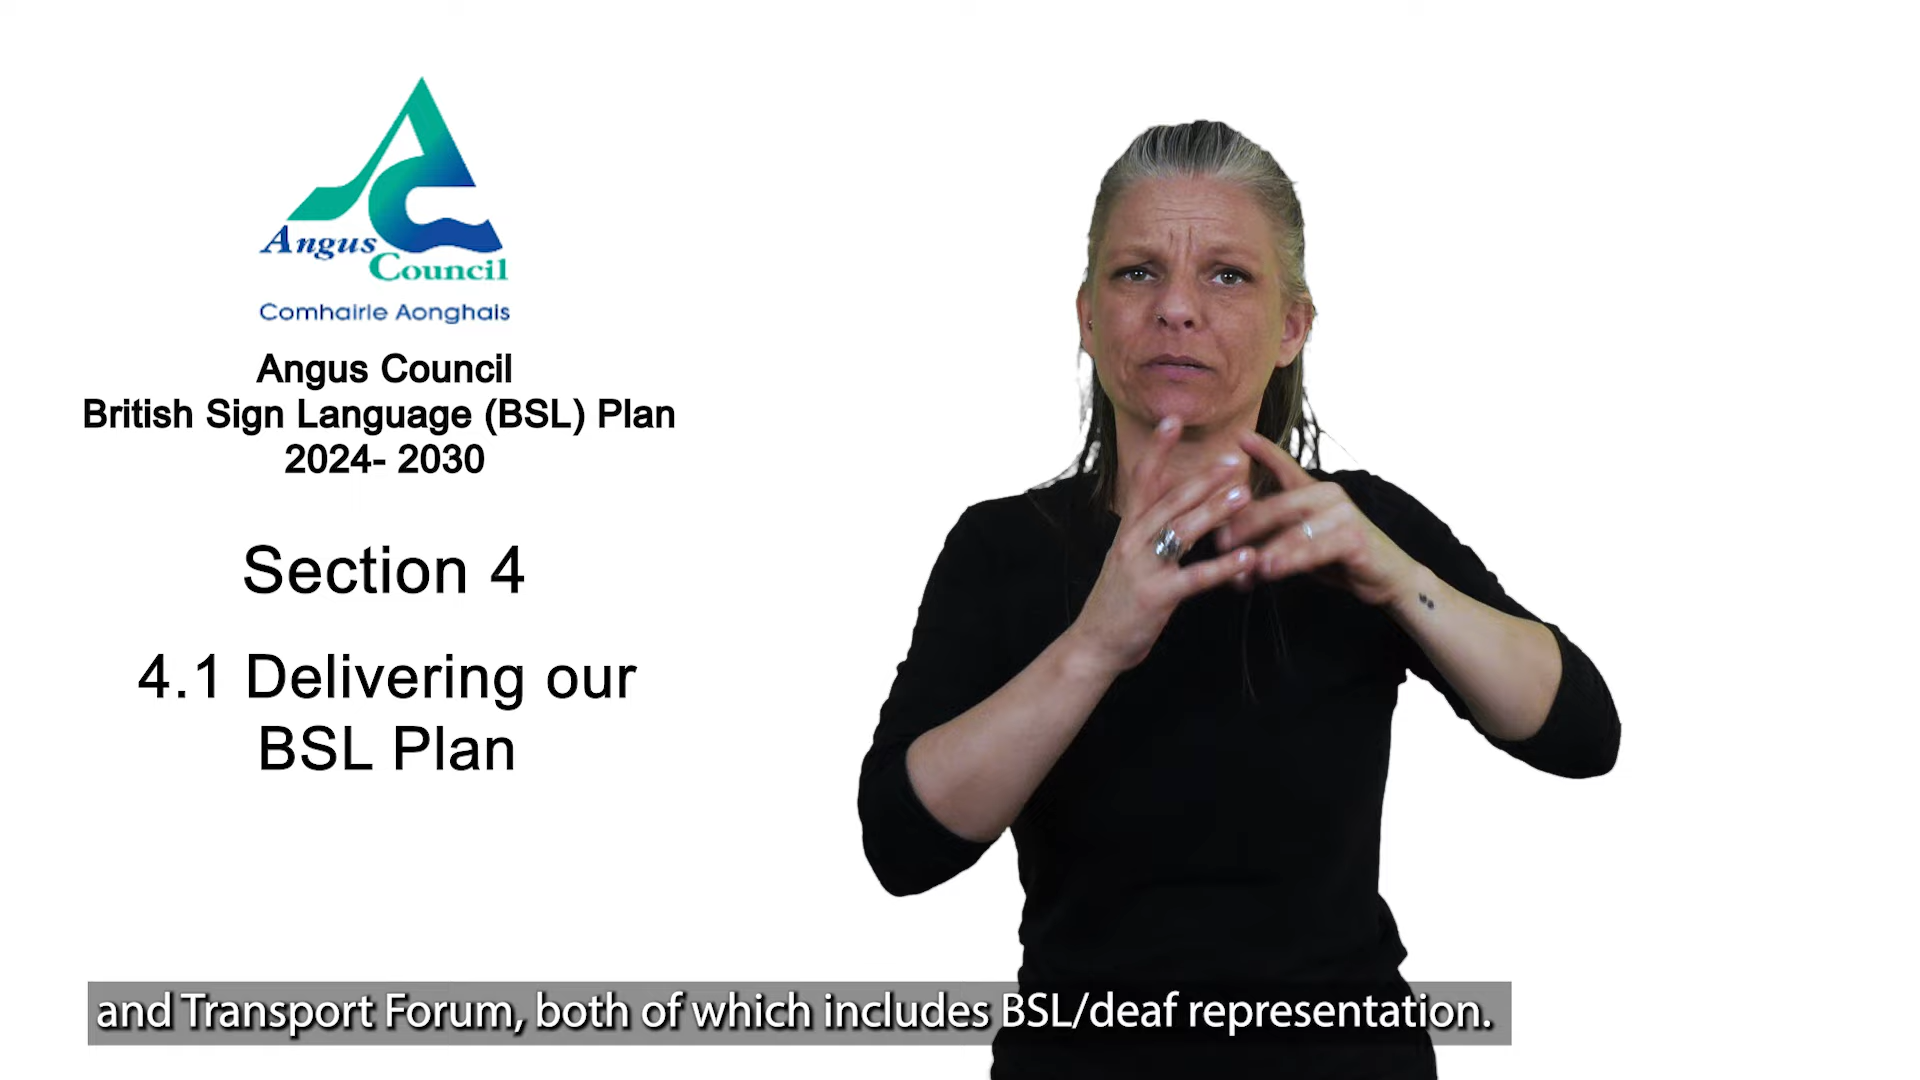 Angus
Council
Comhairle Aonghais
Angus Council
British Sign Language (BSL) Plan
2024- 2030
Section 4
4.1 Delivering our
BSL Plan
and Transport Forum, both of which includes BSL/deaf representation.